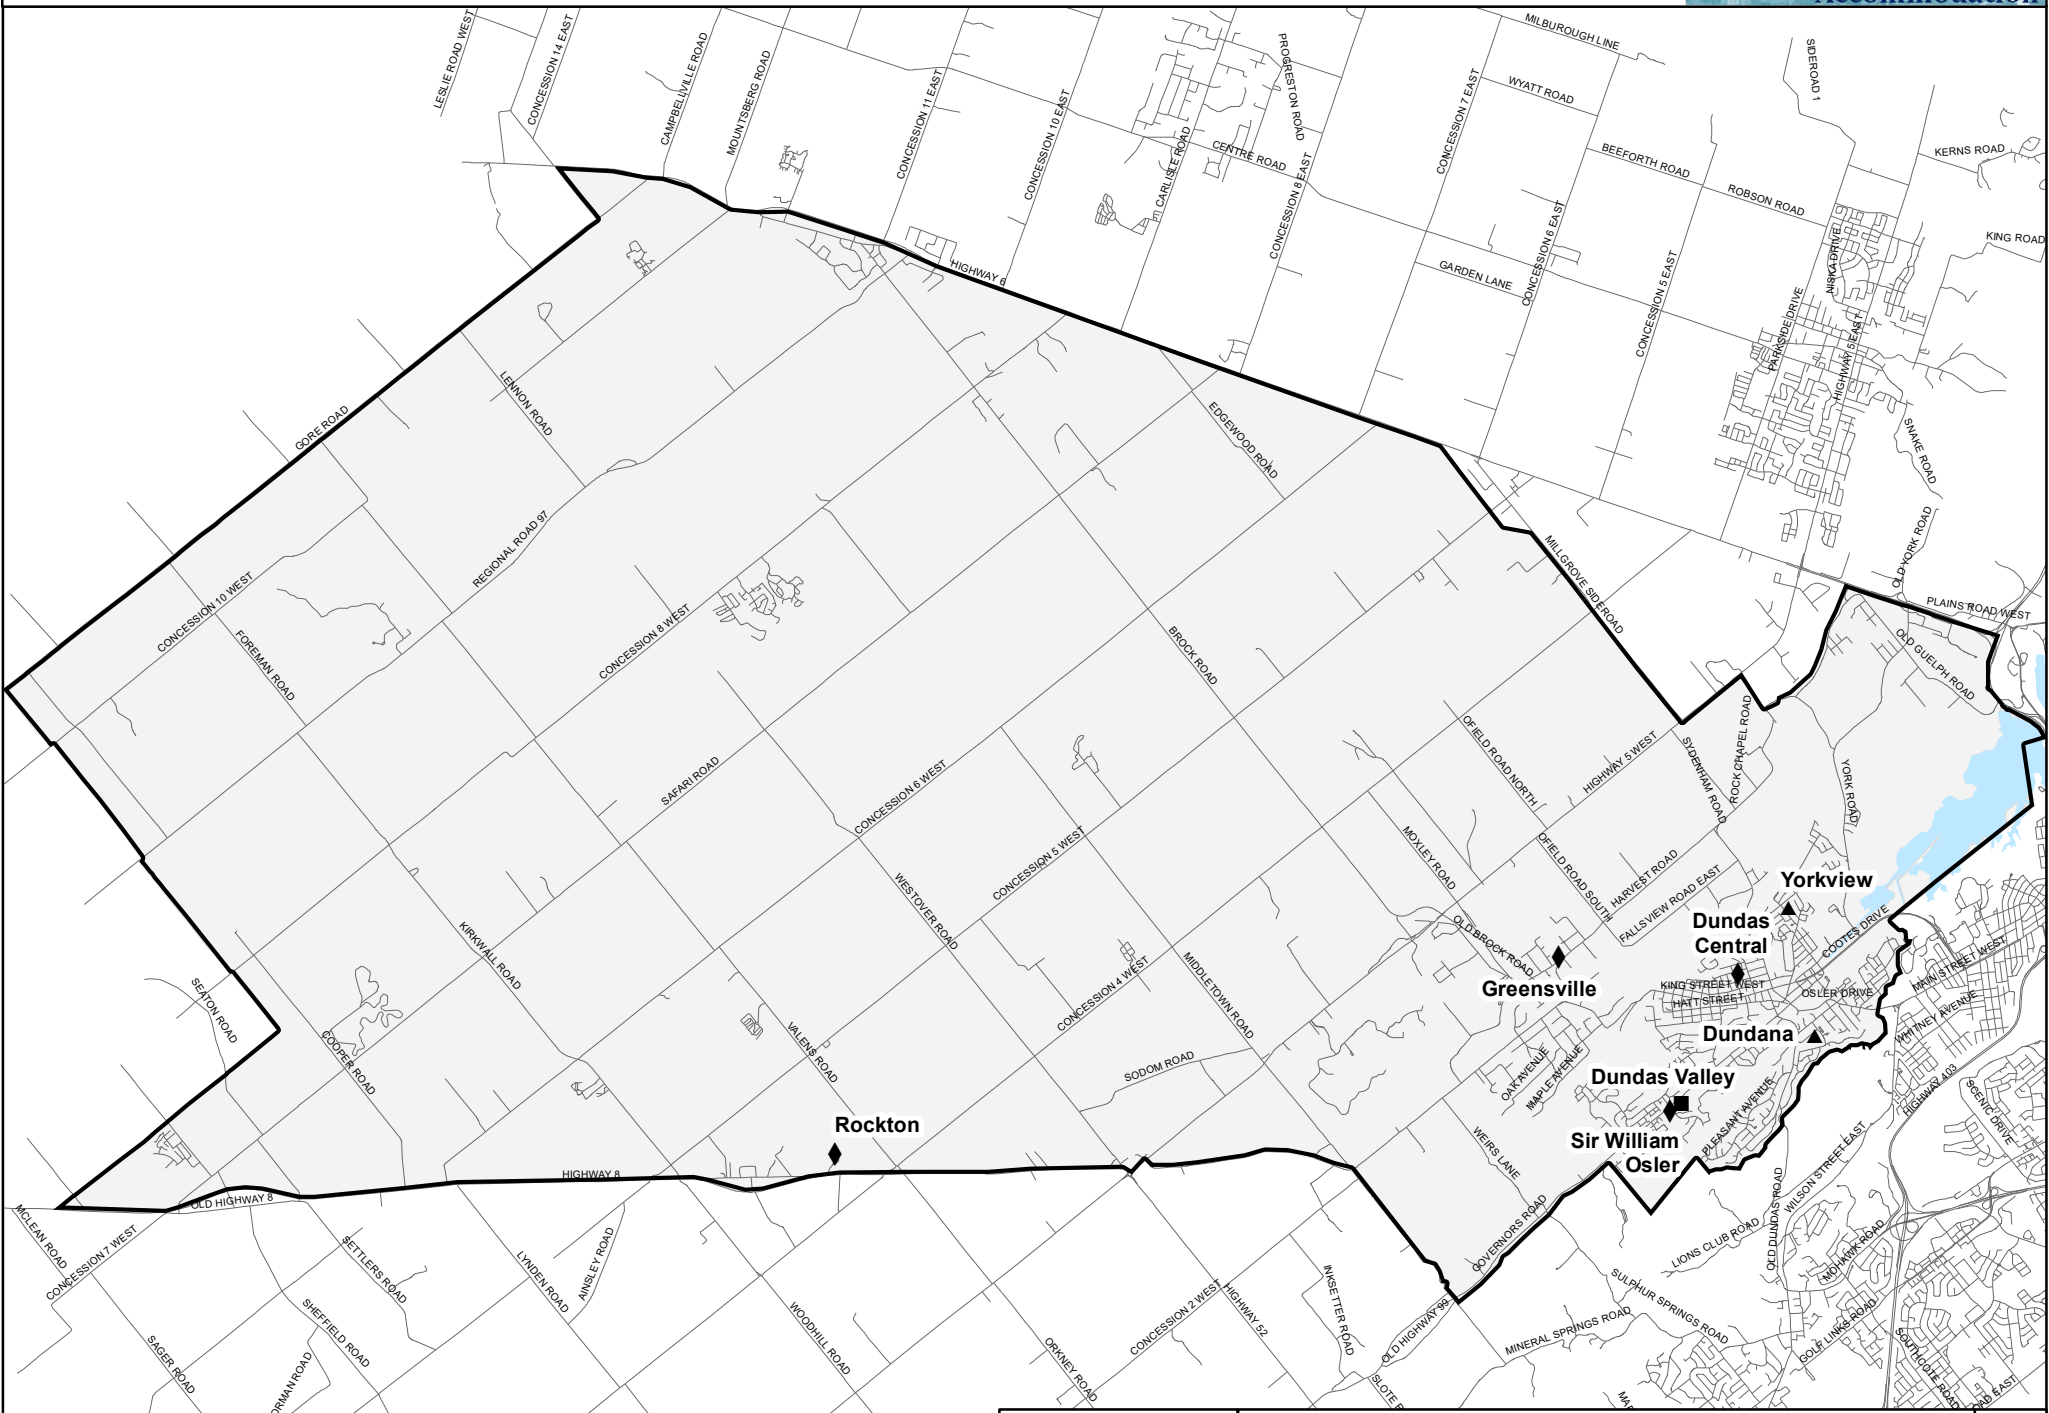 LESLIE ROAD WEST
CONCESSION 14 EAST
CAMPBELLVILLE ROAD
MOUNTSBERG ROAD
CONCESSION 11 EAST
CONCESSION 10 EAST
CARLISLE ROAD
PROGRESTON ROAD
CENTRE ROAD
CONCESSION 8 EAST
MILBOROUGH LINE
CONCESSION 7 EAST
WYATT ROAD
SIDEROAD 1
BEEFORTH ROAD
ROBSON ROAD
KERNS ROAD
KING ROAD
CONCESSION 6 EAST
CONCESSION 5 EAST
GARDEN LANE
NISKA DRIVE
PARKSIDE DRIVE
HIGHWAY 5 EAST
SNAKE ROAD
HIGHWAY 6
GORE ROAD
LENNON ROAD
EDGEWOOD ROAD
REGIONAL ROAD 97
MILLGROVE SIDEROAD
OLD YORK ROAD
PLAINS ROAD WEST
OLD GUELPH ROAD
CONCESSION 10 WEST
FOREMAN ROAD
CONCESSION 8 WEST
BROCK ROAD
SAFARI ROAD
CONCESSION 6 WEST
OFIELD ROAD NORTH
HIGHWAY 5 WEST
SYDENHAM ROAD
ROCK CHAPEL ROAD
YORK ROAD
CONCESSION 5 WEST
MOXLEY ROAD
OFIELD ROAD SOUTH
HARVEST ROAD
FALLSVIEW ROAD EAST
Yorkview
WESTOVER ROAD
OLD BROCK ROAD
Dundas
Central
COOTES DRIVE
KIRKWALL ROAD
CONCESSION 4 WEST
MIDDLETOWN ROAD
Greensville
KING STREET WEST
HATT STREET
OSLER DRIVE
MAIN STREET WEST
WHITNEY AVENUE
SEATON ROAD
COOPER ROAD
VALENS ROAD
SODOM ROAD
Dundana
OAK AVENUE
MAPLE AVENUE
Dundas Valley
PLEASANT AVENUE
HIGHWAY 403
SCENIC DRIVE
Rockton
WEIRS LANE
Sir William
Osler
WILSON STREET EAST
HIGHWAY 8
OLD HIGHWAY 8
GOVERNORS ROAD
OLD DUNDAS ROAD
LIONS CLUB ROAD
MOHAWK ROAD
MCLEAN ROAD
CONCESSION 7 WEST
SETTLERS ROAD
LYNDEN ROAD
AINSLEY ROAD
WOODHILL ROAD
CONCESSION 2 WEST
HIGHWAY 52
INKSETTER ROAD
OLD HIGHWAY 99
SULPHUR SPRINGS ROAD
MINERAL SPRINGS ROAD
GOLF LINKS ROAD
SOUTHCOTE ROAD
SAGER ROAD
SHEFFIELD ROAD
ORKNEY ROAD